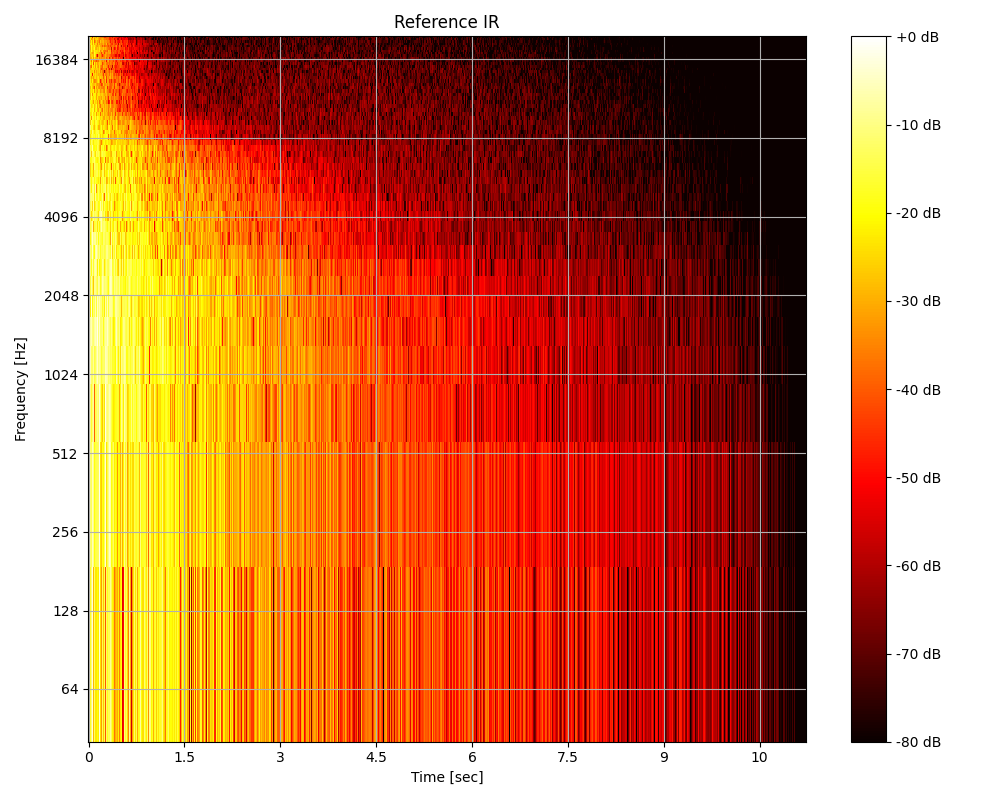 Reference IR
Frequency [Hz]
16384
8192
4096
2048
1024
512
256
128
64
0 1.5 3 4.5 6 7.5 9 10
Time [sec]
+0 dB
-10 dB
-20 dB
-30 dB
-40 dB
-50 dB
-60 dB
-70 dB
-80 dB